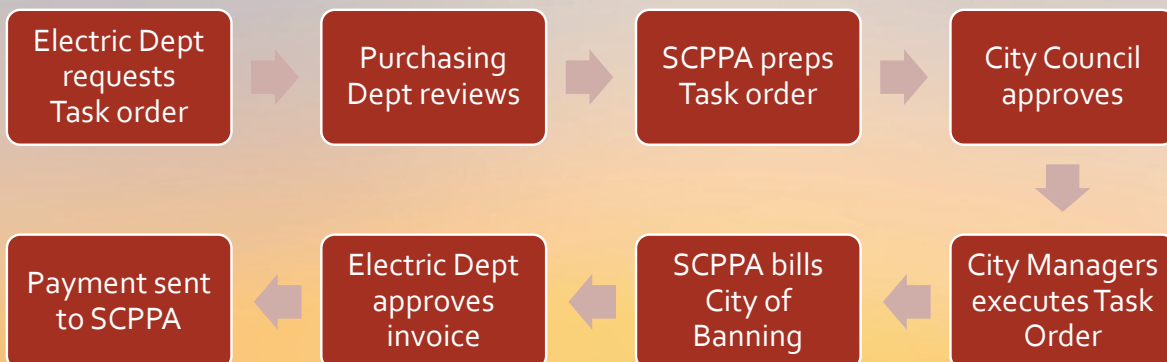 Electric Dept
requests
Task order
Purchasing
Dept reviews
SCPPA preps
Task order
City Council
approves
City Managers
executes Task
Order
SCPPA bills
City of
Banning
Electric Dept
approves
invoice
Payment sent
to SCPPA